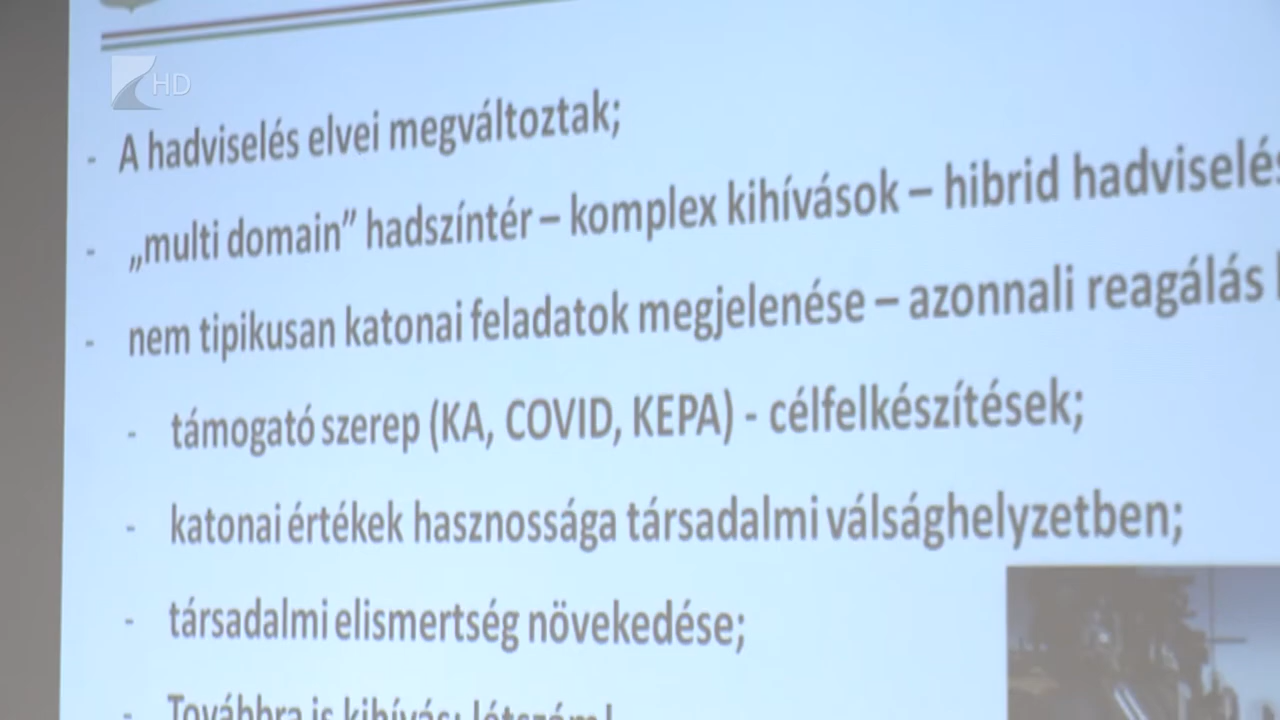 HD
- A hadviselés elvei megváltoztak;
- „multi domain” hadszíntér – komplex kihívások – hibrid hadviselés
- nem tipikusan katonai feladatok megjelenése – azonnali reagálás
- támogató szerep (KA, COVID, KEPA) - célfelkészítések;
- katonai értékek hasznossága társadalmi válsághelyzetben;
- társadalmi elismertség növekedése;
- Továbbra is kihívás: létszám!